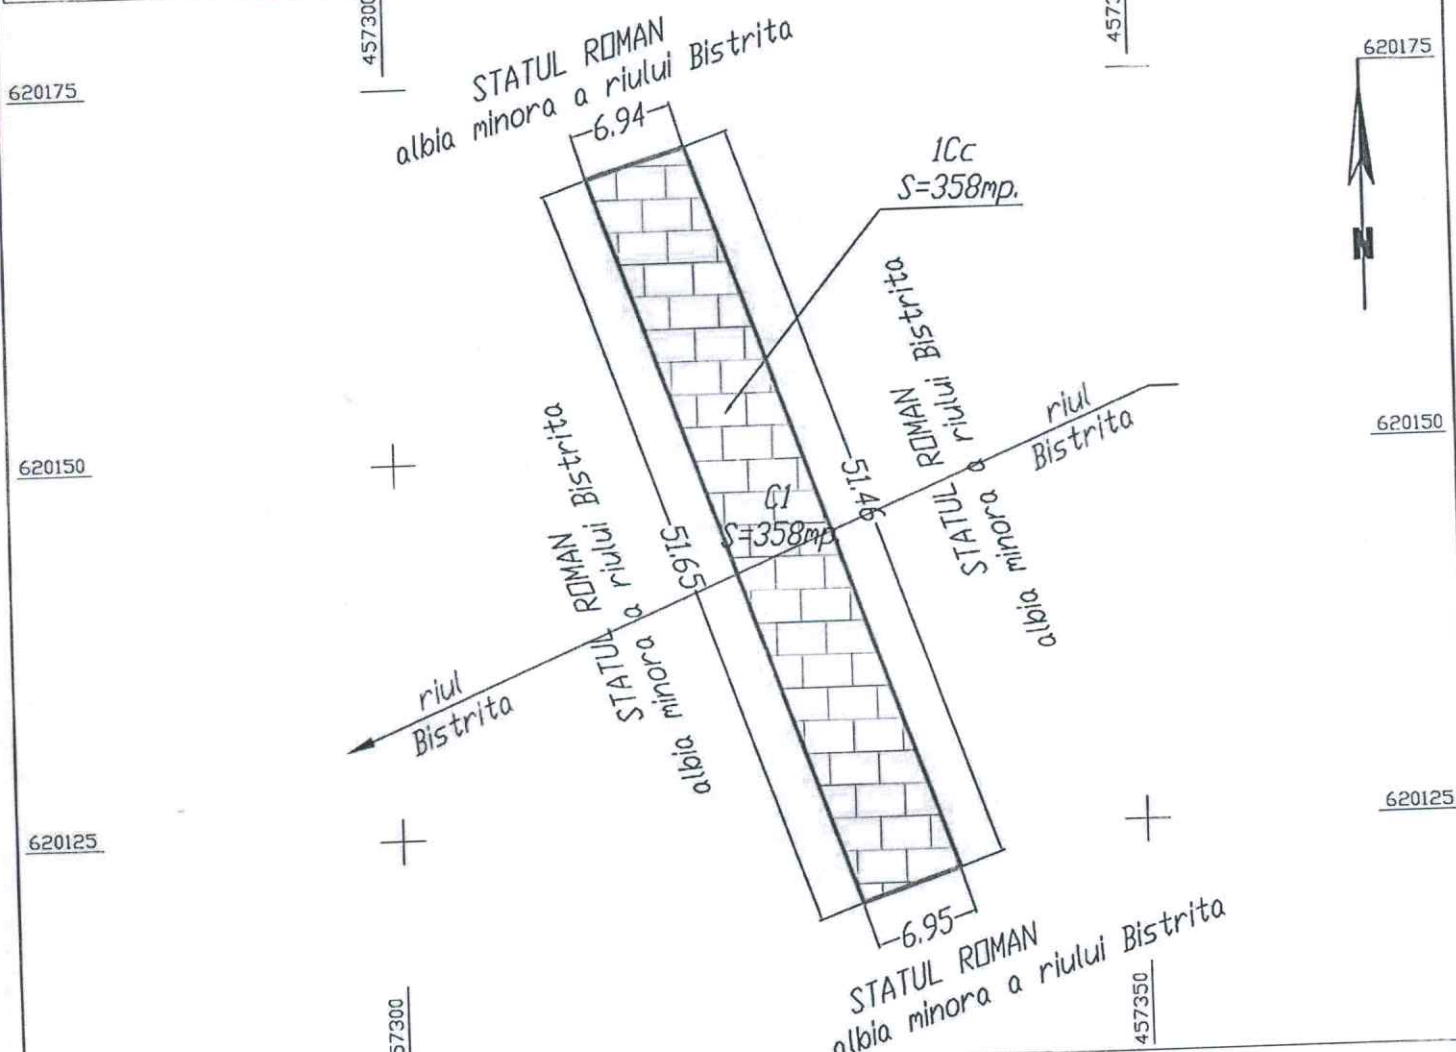 457300
4573
620175
620175
STATUL ROMAN
albia minora a riului Bistrita
6.94
1Cc
S=358mp.
N
STATUL ROMAN
albia minora a riului Bistrita
riul
Bistrita
620150
620150
51.46
C1
S=358mp.
STATUL ROMAN
albia minora a riului Bistrita
51.65
riul
Bistrita
620125
620125
6.95
STATUL ROMAN
albia minora a riului Bistrita
57300
457350